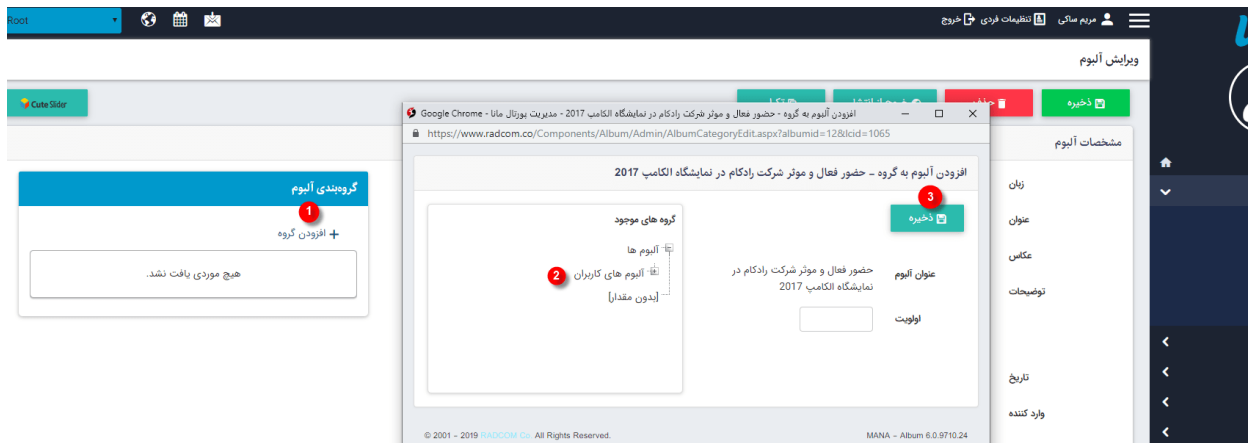 Root
مریم ساکی
تنظیمات فردی
خروج
ویرایش آلبوم
ذخیره
حذف
Cute Slider
مشخصات آلبوم
زبان
عنوان
عکاس
توضیحات
تاریخ
وارد کننده
گروه‌بندی آلبوم
1
+ افزودن گروه
هیچ موردی یافت نشد.
افزودن آلبوم به گروه - حضور فعال و موثر شرکت رادکام در نمایشگاه الکامپ 2017 - مدیریت پورتال مانا - Google Chrome
https://www.radcom.co/Components/Album/Admin/AlbumCategoryEdit.aspx?albumid=12&lcid=1065
افزودن آلبوم به گروه - حضور فعال و موثر شرکت رادکام در نمایشگاه الکامپ 2017
3
ذخیره
عنوان آلبوم
حضور فعال و موثر شرکت رادکام در
نمایشگاه الکامپ 2017
اولویت
گروه های موجود
آلبوم ها
آلبوم های کاربران
2
[بدون مقدار]
© 2001 - 2019 RADCOM Co. All Rights Reserved.
MANA - Album 6.0.9710.24